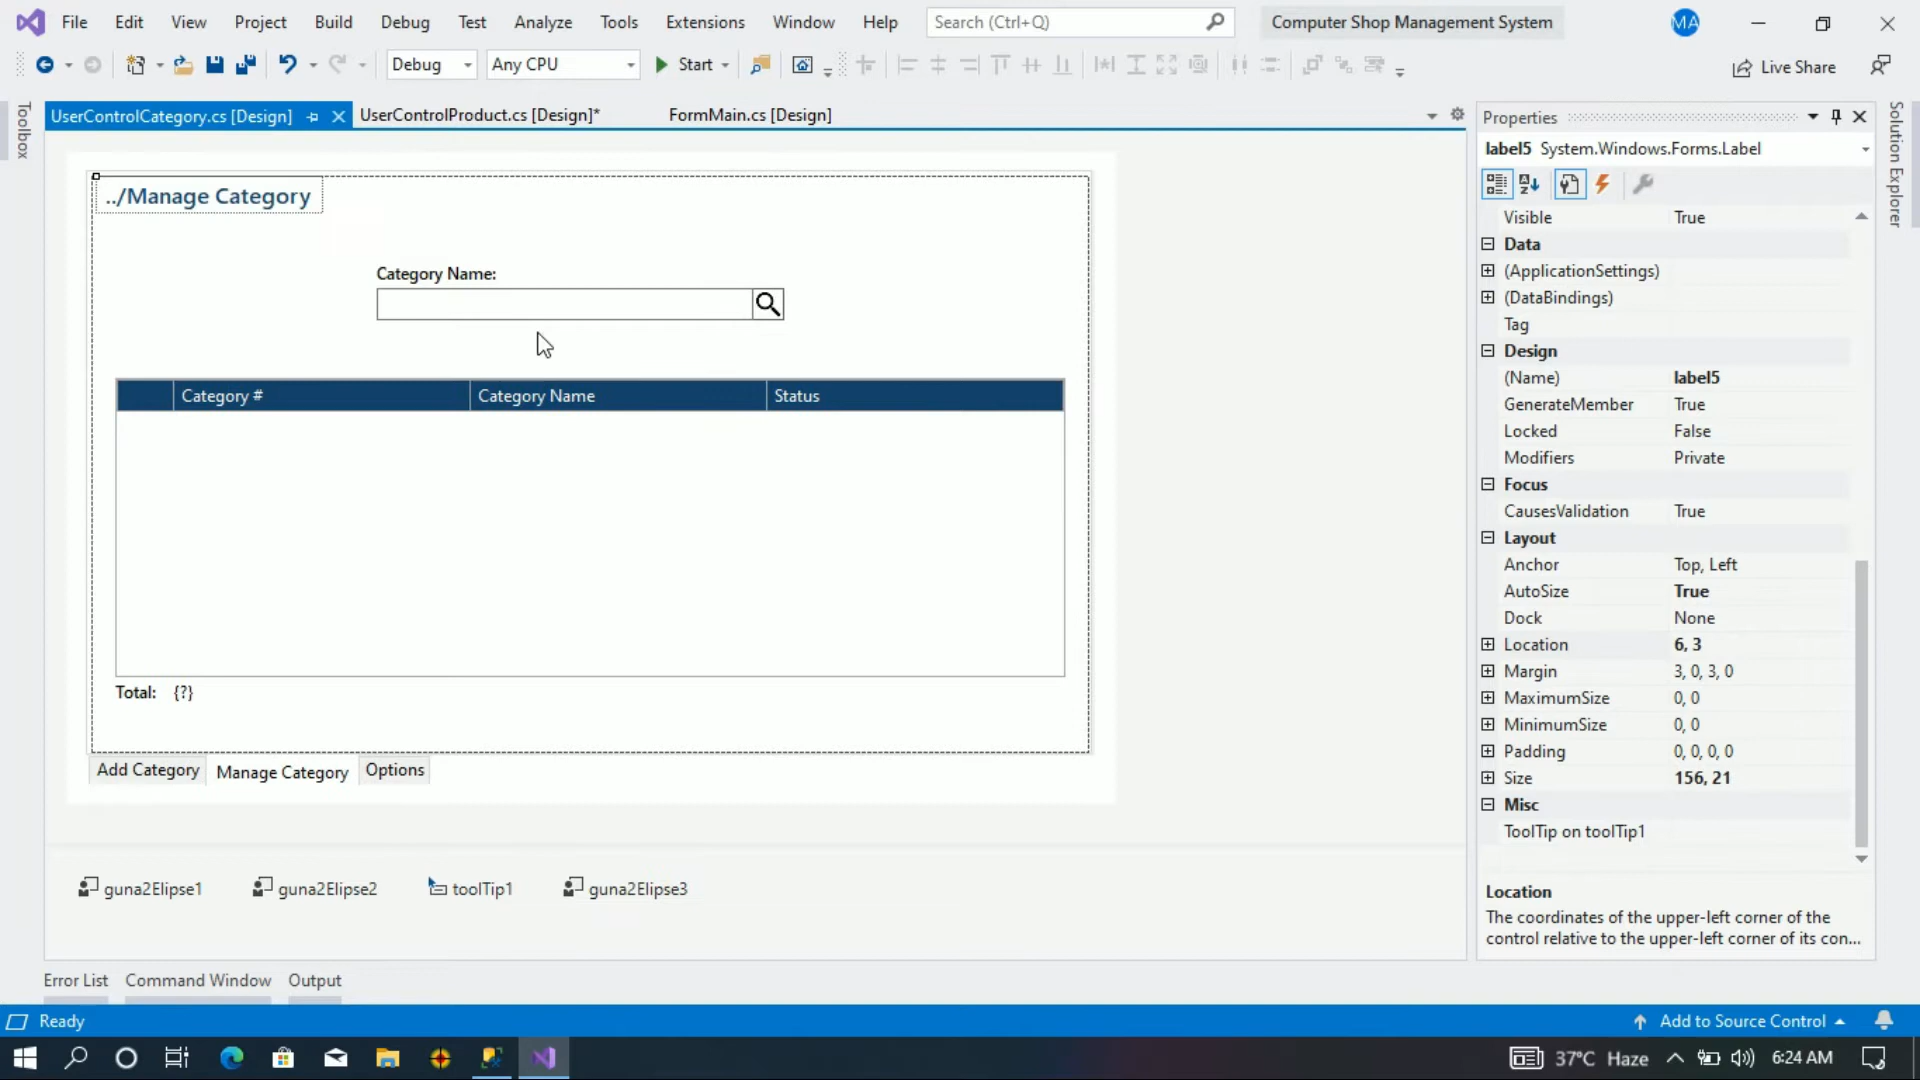 File Edit View Project Build Debug Test Analyze Tools Extensions Window Help Search (Ctrl+Q) Computer Shop Management System MA
Debug Any CPU Start Live Share
Toolbox
UserControlCategory.cs [Design] UserControlProduct.cs [Design]* FormMain.cs [Design]
../Manage Category
Category Name:
Category # Category Name Status
Total: {?}
Add Category Manage Category Options
guna2Elipse1 guna2Elipse2 toolTip1 guna2Elipse3
Properties
label5 System.Windows.Forms.Label
Visible True
Data
(ApplicationSettings)
(DataBindings)
Tag
Design
(Name) label5
GenerateMember True
Locked False
Modifiers Private
Focus
CausesValidation True
Layout
Anchor Top, Left
AutoSize True
Dock None
Location 6, 3
Margin 3, 0, 3, 0
MaximumSize 0, 0
MinimumSize 0, 0
Padding 0, 0, 0, 0
Size 156, 21
Misc
ToolTip on toolTip1
Location
The coordinates of the upper-left corner of the
control relative to the upper-left corner of its con...
Solution Explorer
Error List Command Window Output
Ready Add to Source Control
37°C Haze 6:24 AM